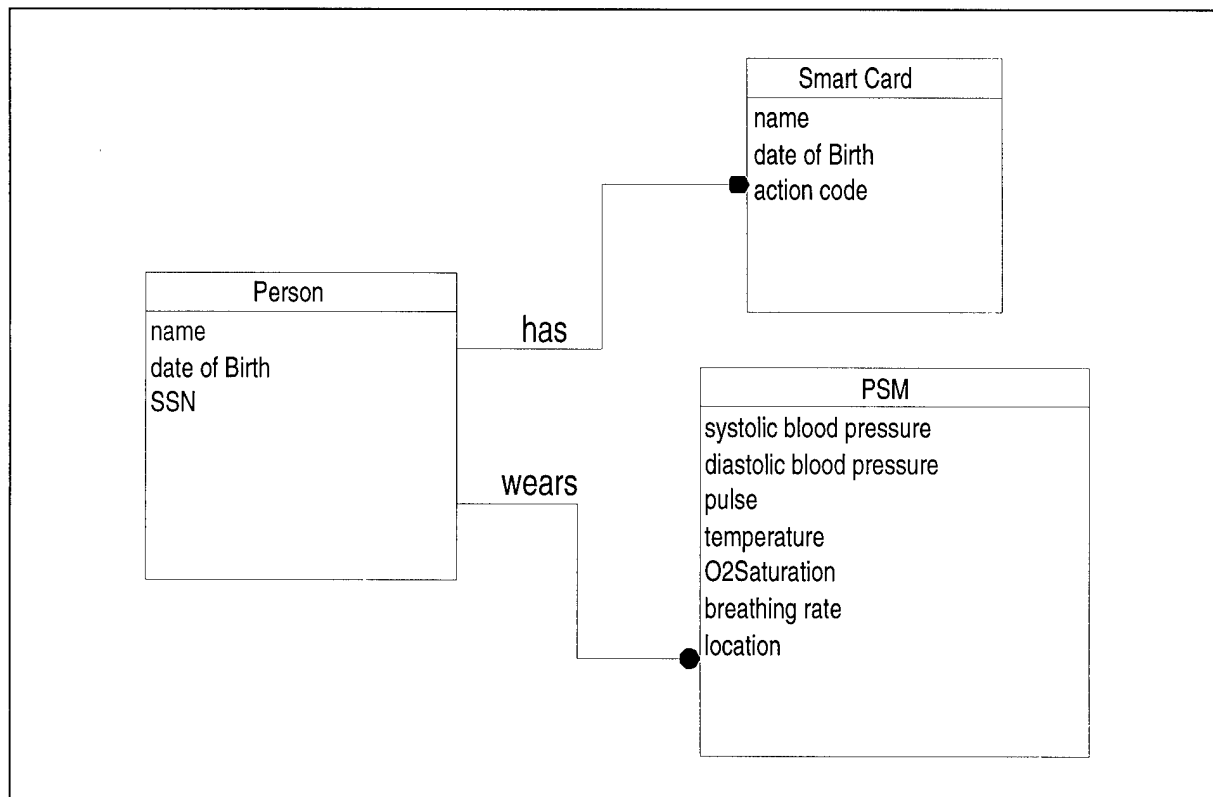 Smart Card
name
date of Birth
action code
Person
name
date of Birth
SSN
has
wears
PSM
systolic blood pressure
diastolic blood pressure
pulse
temperature
O2Saturation
breathing rate
location